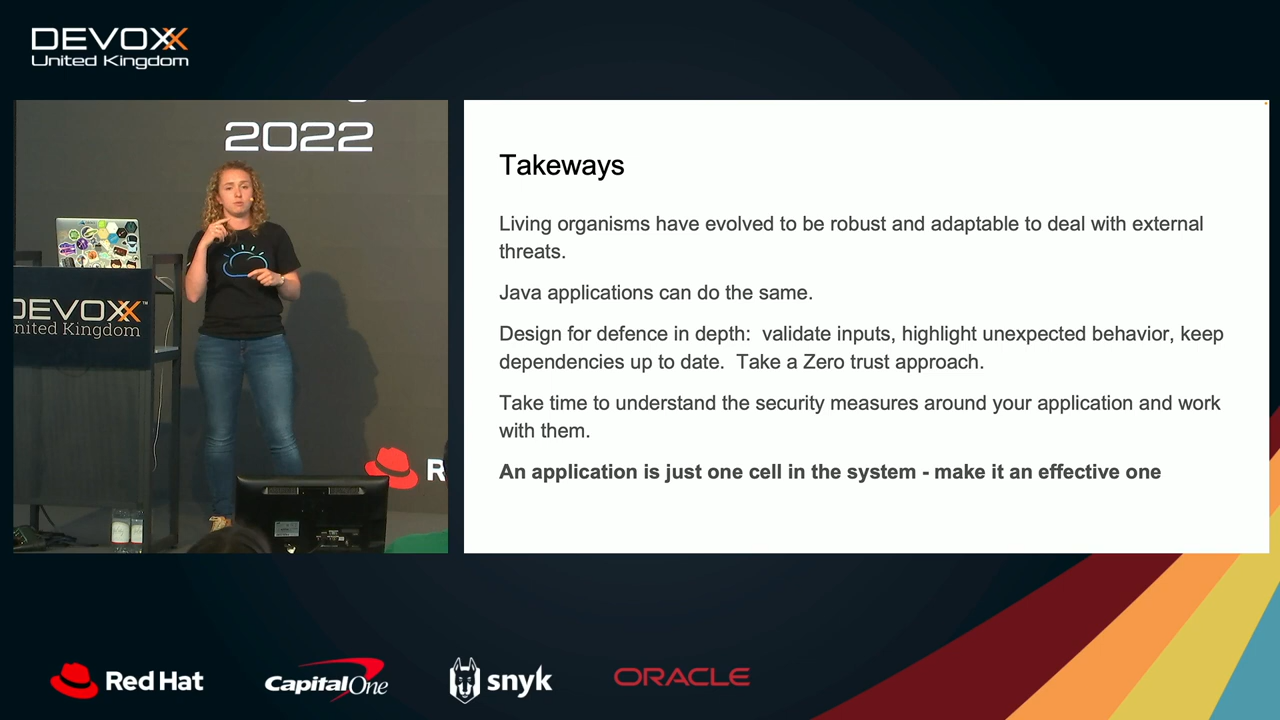 DEVOXX
United Kingdom
2022
DEVOXX™
United Kingdom
R
Takeways
Living organisms have evolved to be robust and adaptable to deal with external
threats.
Java applications can do the same.
Design for defence in depth:  validate inputs, highlight unexpected behavior, keep
dependencies up to date.  Take a Zero trust approach.
Take time to understand the security measures around your application and work
with them.
An application is just one cell in the system - make it an effective one
Red Hat
CapitalOne
snyk
ORACLE